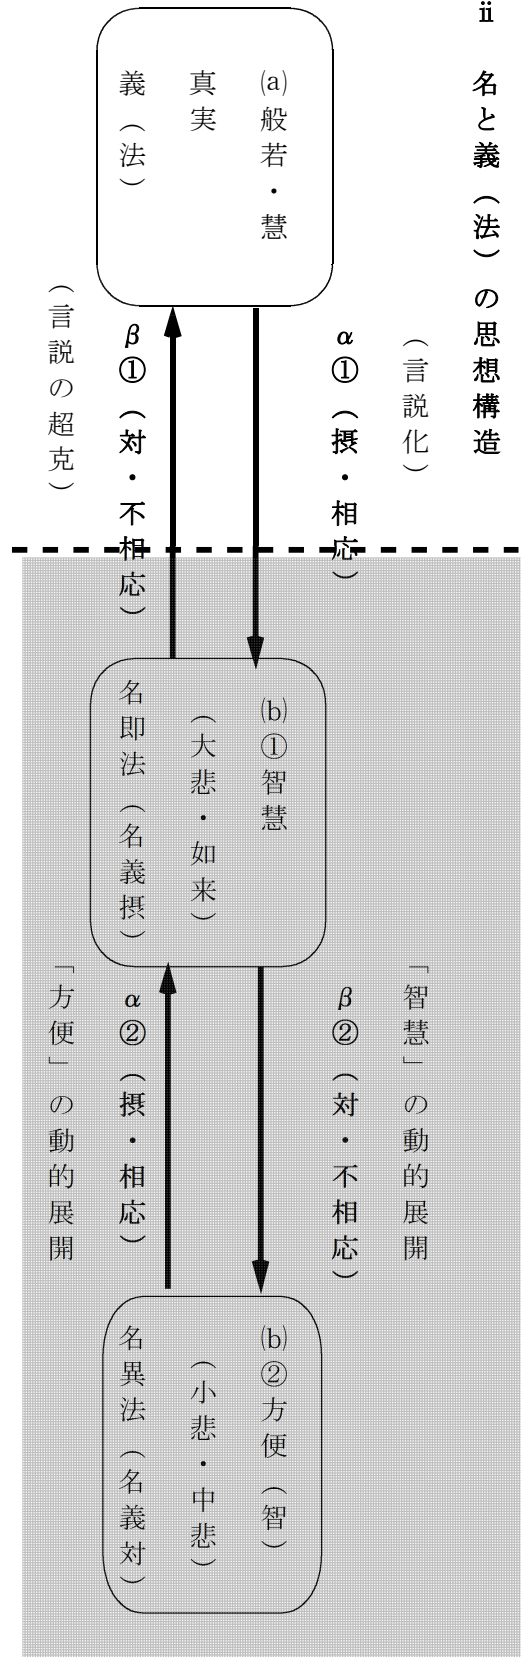 ⅱ 名と義（法）の思想構造
（言説化）
α①（摂・相応）
β①（対・不相応）
（言説の超克）
⒜般若・慧
真実
義（法）
⒝①智慧
（大悲・如来）
名即法（名義摂）
「智慧」の動的展開
β②（対・不相応）
α②（摂・相応）
「方便」の動的展開
⒝②方便（智）
（小悲・中悲）
名異法（名義対）